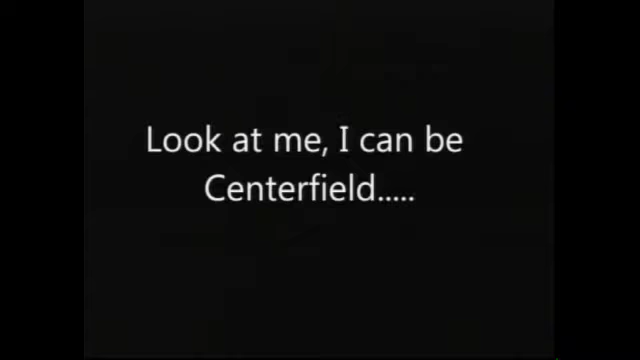 Look at me, I can be
Centerfield.....